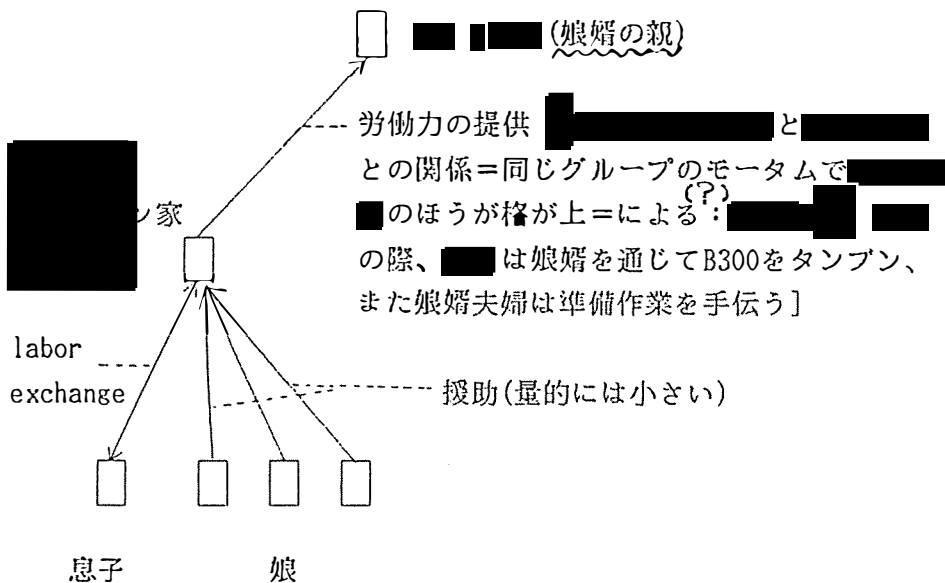 (娘婿の親)
労働力の提供
と
との関係＝同じグループのモータムで
(?)
のほうが格が上＝による：
ン家
の際、は娘婿を通じてB300をタンブン、
また娘婿夫婦は準備作業を手伝う]
labor
exchange
援助(量的には小さい)
息子 娘